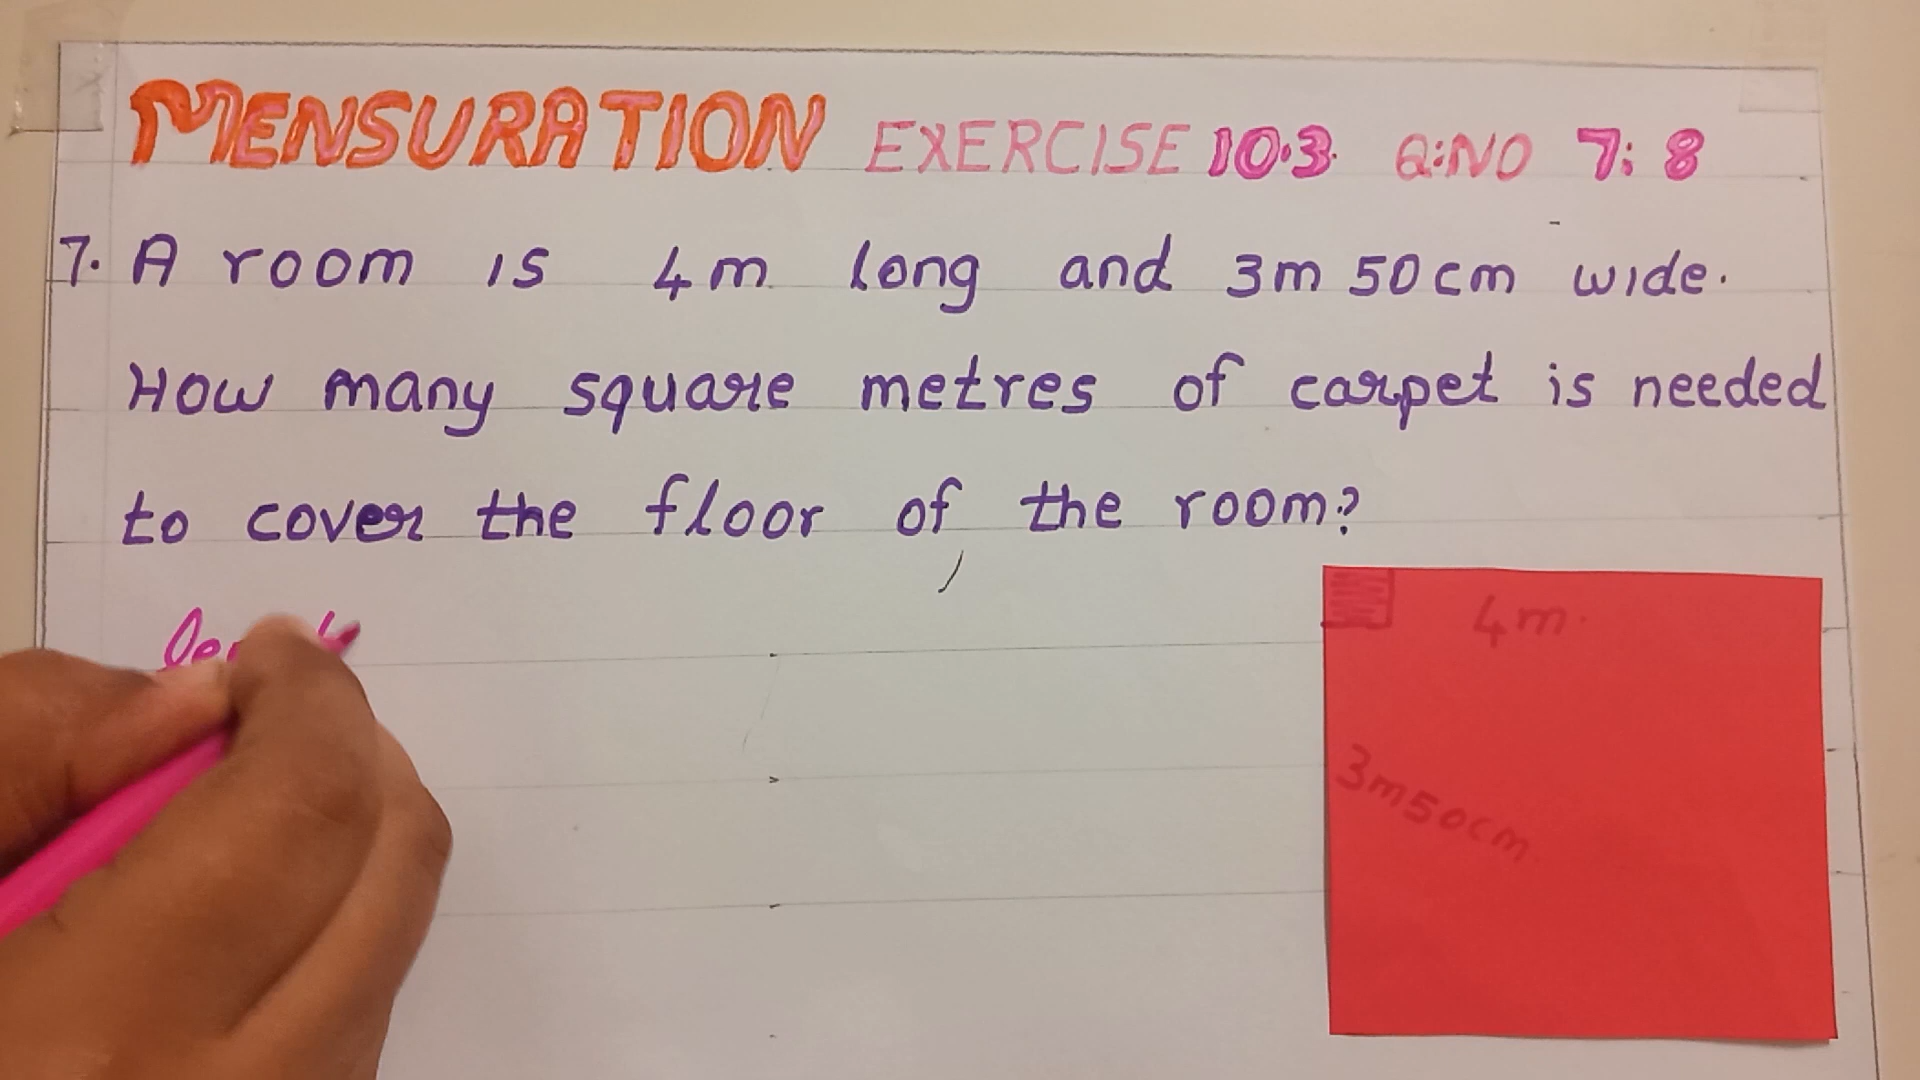 MENSURATION EXERCISE 10.3. Q:NO 7; 8
7. A room is 4m long and 3m 50cm wide.
How many square metres of carpet is needed
to cover the floor of the room?
4m.
3m50cm.